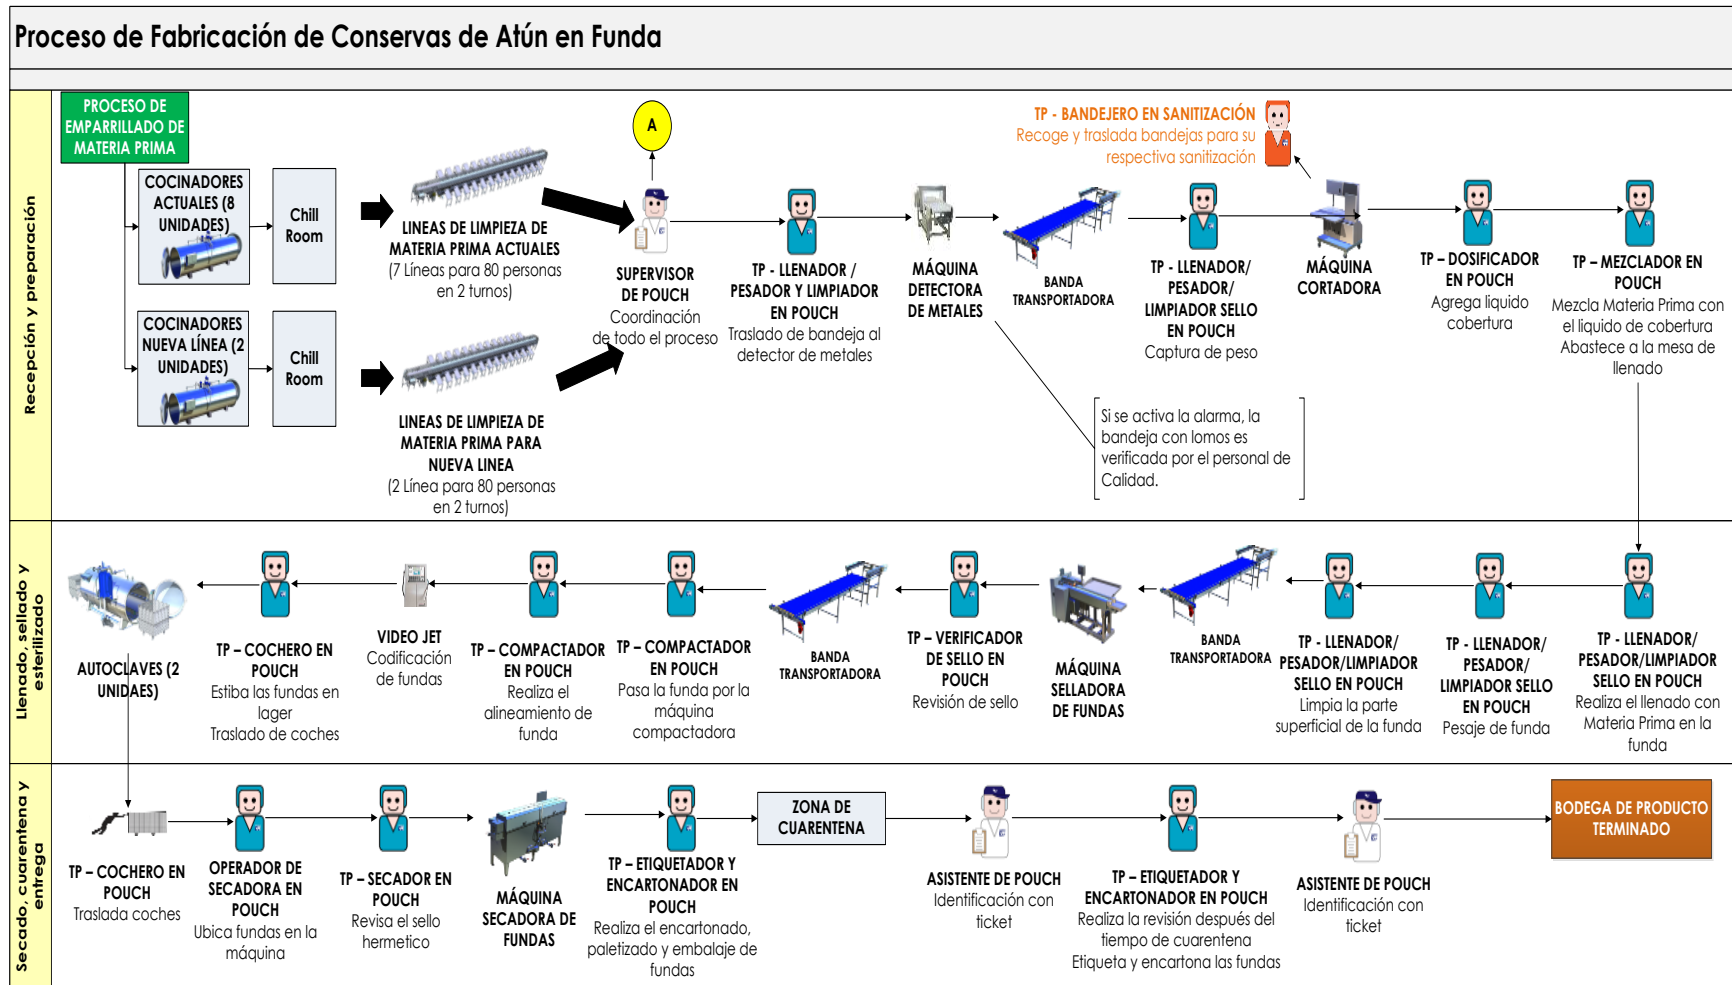 Proceso de Fabricación de Conservas de Atún en Funda
Recepción y preparación
PROCESO DE
EMPARRILLADO DE
MATERIA PRIMA
COCINADORES
ACTUALES (8
UNIDADES)
Chill
Room
LINEAS DE LIMPIEZA DE
MATERIA PRIMA ACTUALES
(7 Líneas para 80 personas
en 2 turnos)
COCINADORES
NUEVA LÍNEA (2
UNIDADES)
Chill
Room
LINEAS DE LIMPIEZA DE
MATERIA PRIMA PARA
NUEVA LINEA
(2 Línea para 80 personas
en 2 turnos)
A
SUPERVISOR
DE POUCH
Coordinación
de todo el proceso
TP - LLENADOR /
PESADOR Y LIMPIADOR
EN POUCH
Traslado de bandeja al
detector de metales
MÁQUINA
DETECTORA
DE METALES
BANDA
TRANSPORTADORA
TP - LLENADOR/
PESADOR/
LIMPIADOR SELLO
EN POUCH
Captura de peso
TP - BANDEJERO EN SANITIZACIÓN
Recoge y traslada bandejas para su
respectiva sanitización
MÁQUINA
CORTADORA
TP – DOSIFICADOR
EN POUCH
Agrega liquido
cobertura
TP – MEZCLADOR EN
POUCH
Mezcla Materia Prima con
el liquido de cobertura
Abastece a la mesa de
llenado
Si se activa la alarma, la
bandeja con lomos es
verificada por el personal de
Calidad.
Llenado, sellado y
esterilizado
AUTOCLAVES (2
UNIDAES)
TP – COCHERO EN
POUCH
Estiba las fundas en
lager
Traslado de coches
VIDEO JET
Codificación
de fundas
TP – COMPACTADOR
EN POUCH
Realiza el
alineamiento de
funda
TP – COMPACTADOR
EN POUCH
Pasa la funda por la
máquina
compactadora
BANDA
TRANSPORTADORA
TP – VERIFICADOR
DE SELLO EN
POUCH
Revisión de sello
MÁQUINA
SELLADORA
DE FUNDAS
BANDA
TRANSPORTADORA
TP - LLENADOR/
PESADOR/LIMPIADOR
SELLO EN POUCH
Limpia la parte
superficial de la funda
TP - LLENADOR/
PESADOR/
LIMPIADOR SELLO
EN POUCH
Pesaje de funda
TP - LLENADOR/
PESADOR/LIMPIADOR
SELLO EN POUCH
Realiza el llenado con
Materia Prima en la
funda
Secado, cuarentena y
entrega
TP – COCHERO EN
POUCH
Traslada coches
OPERADOR DE
SECADORA EN
POUCH
Ubica fundas en la
máquina
TP – SECADOR EN
POUCH
Revisa el sello
hermetico
MÁQUINA
SECADORA DE
FUNDAS
TP – ETIQUETADOR Y
ENCARTONADOR EN
POUCH
Realiza el encartonado,
paletizado y embalaje de
fundas
ZONA DE
CUARENTENA
ASISTENTE DE POUCH
Identificación con
ticket
TP – ETIQUETADOR Y
ENCARTONADOR EN POUCH
Realiza la revisión después del
tiempo de cuarentena
Etiqueta y encartona las fundas
ASISTENTE DE POUCH
Identificación con
ticket
BODEGA DE PRODUCTO
TERMINADO